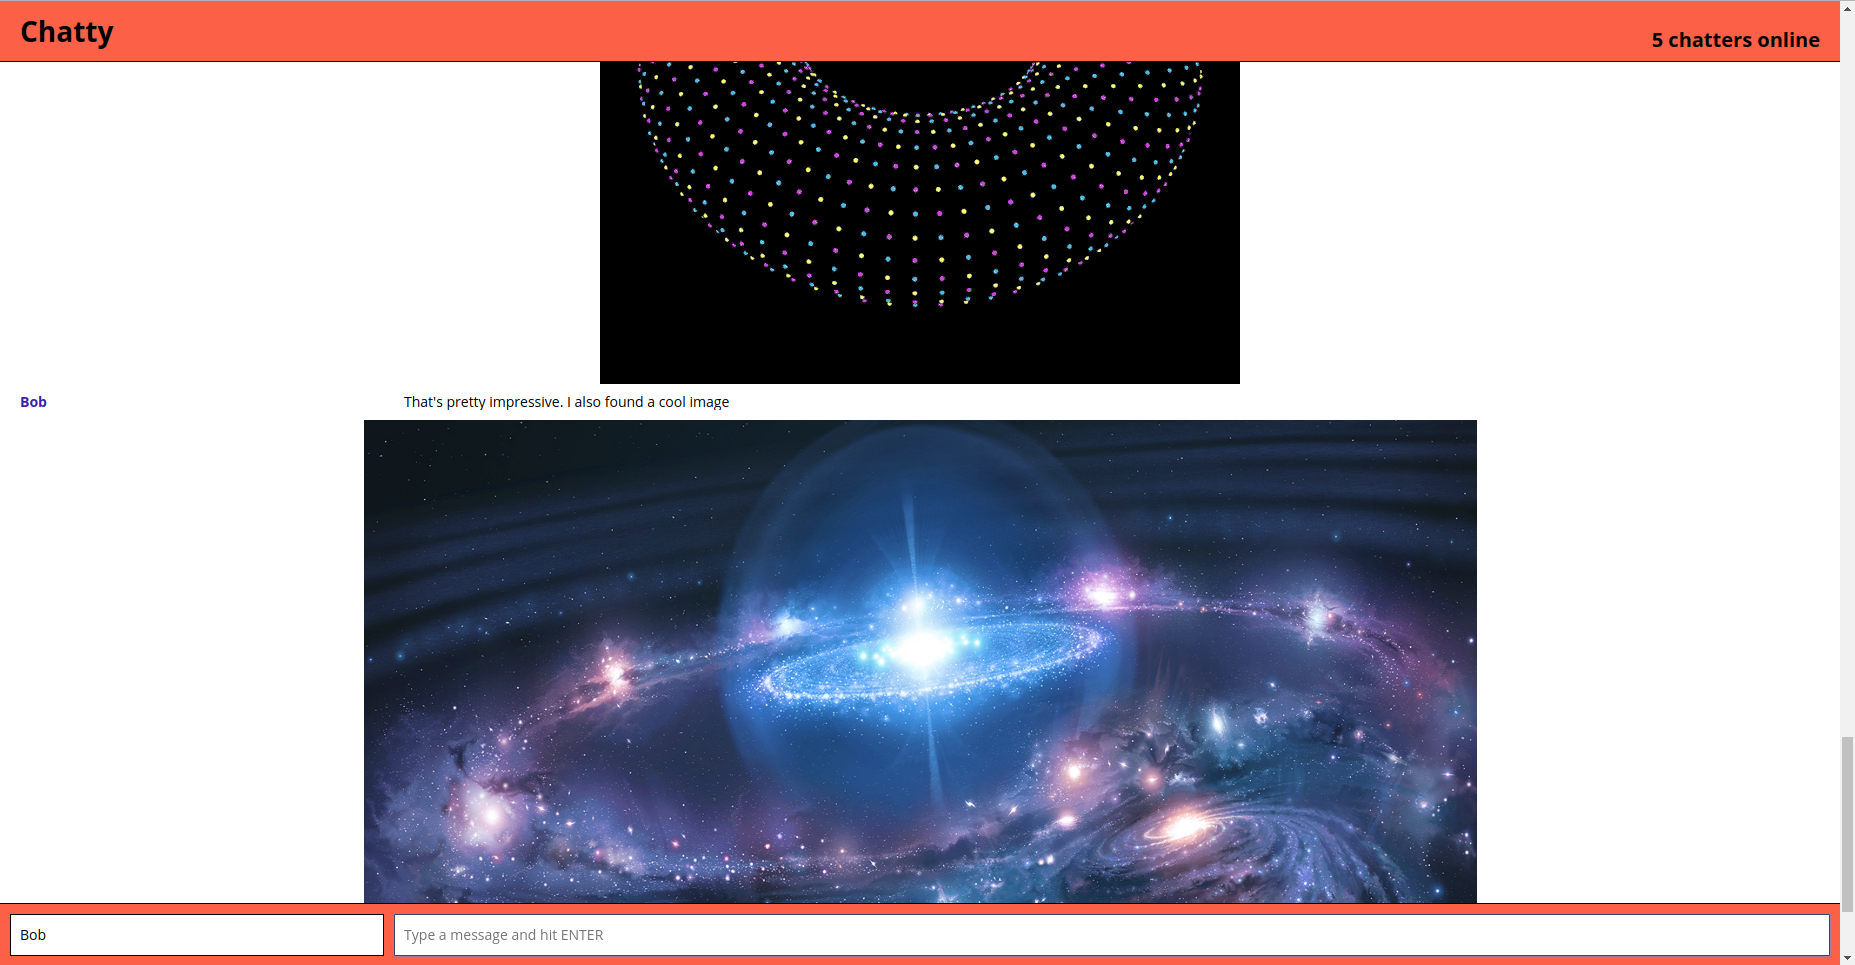 Chatty
5 chatters online
Bob
That's pretty impressive. I also found a cool image
Bob
Type a message and hit ENTER